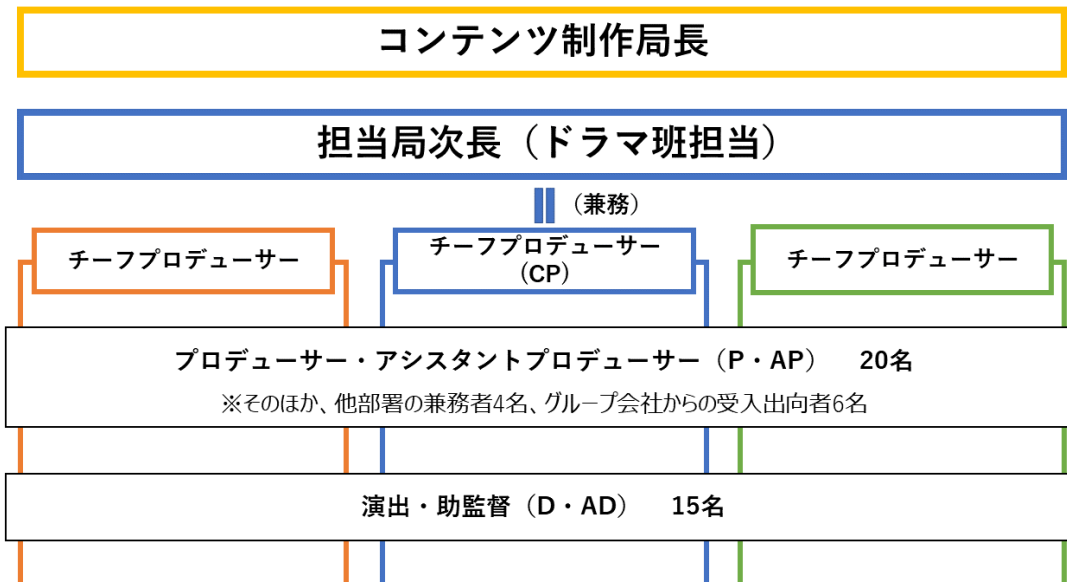 コンテンツ制作局長
担当局次長（ドラマ班担当）
（兼務）
チーフプロデューサー
チーフプロデューサー
（CP）
チーフプロデューサー
プロデューサー・アシスタントプロデューサー（P・AP）　20名
※そのほか、他部署の兼務者4名、グループ会社からの受入出向者6名
演出・助監督（D・AD）　15名